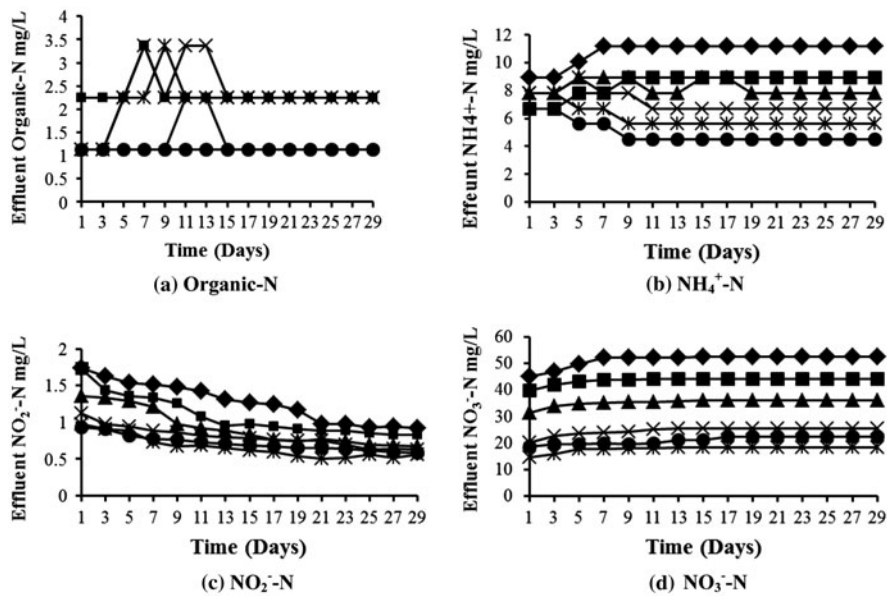 Effluent Organic-N mg/L
4
3.5
3
2.5
2
1.5
1
0.5
0
1 3 5 7 9 11 13 15 17 19 21 23 25 27 29
Time (Days)
(a) Organic-N
Effeunt NH4+-N mg/L
12
10
8
6
4
2
0
1 3 5 7 9 11 13 15 17 19 21 23 25 27 29
Time (Days)
(b) NH₄⁺-N
Effluent NO₂⁻-N mg/L
2
1.5
1
0.5
0
1 3 5 7 9 11 13 15 17 19 21 23 25 27 29
Time (Days)
(c) NO₂⁻-N
Effluent NO₃⁻-N mg/L
60
50
40
30
20
10
0
1 3 5 7 9 11 13 15 17 19 21 23 25 27 29
Time (Days)
(d) NO₃⁻-N